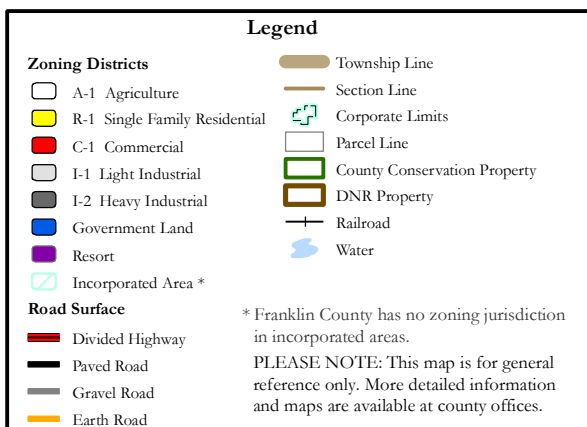 Legend
Zoning Districts
A-1 Agriculture
R-1 Single Family Residential
C-1 Commercial
I-1 Light Industrial
I-2 Heavy Industrial
Government Land
Resort
Incorporated Area *
Road Surface
Divided Highway
Paved Road
Gravel Road
Earth Road
Township Line
Section Line
Corporate Limits
Parcel Line
County Conservation Property
DNR Property
Railroad
Water
* Franklin County has no zoning jurisdiction
in incorporated areas.
PLEASE NOTE: This map is for general
reference only. More detailed information
and maps are available at county offices.